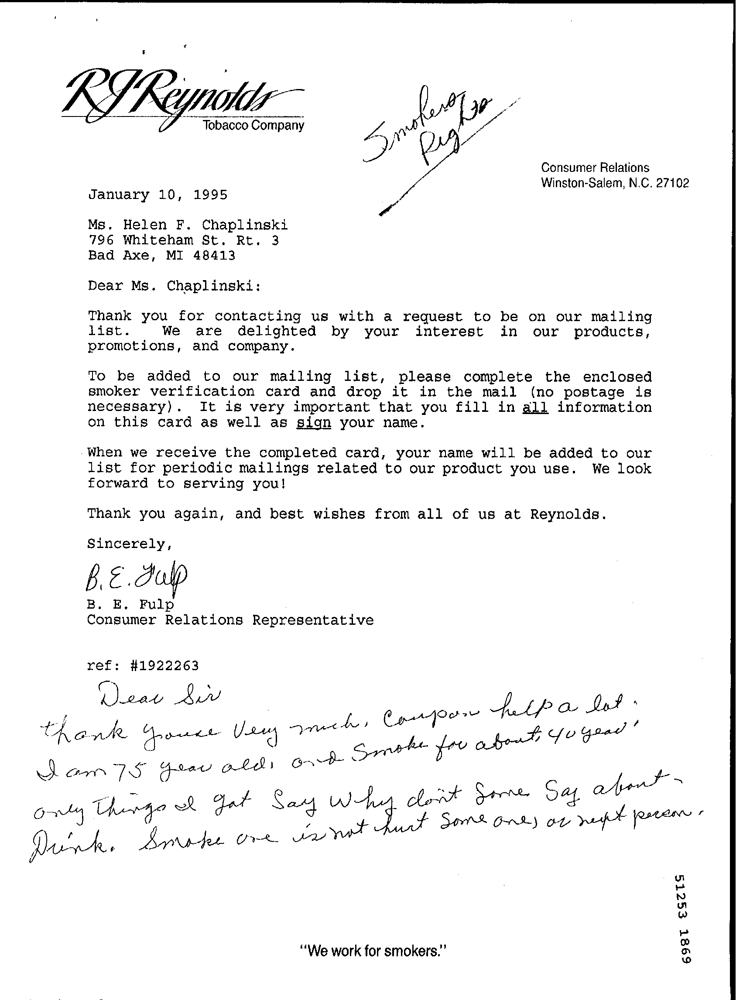 RJReynolds
Tobacco Company
Smokers
Rights
Consumer Relations
Winston-Salem, N.C. 27102
January 10, 1995
Ms. Helen F. Chaplinski
796 Whiteham St. Rt. 3
Bad Axe, MI 48413
Dear Ms. Chaplinski:
Thank you for contacting us with a request to be on our mailing
list. We are delighted by your interest in our products,
promotions, and company.
To be added to our mailing list, please complete the enclosed
smoker verification card and drop it in the mail (no postage is
necessary). It is very important that you fill in all information
on this card as well as sign your name.
When we receive the completed card, your name will be added to our
list for periodic mailings related to our product you use. We look
forward to serving you!
Thank you again, and best wishes from all of us at Reynolds.
Sincerely,
B. E. Fulp
B. E. Fulp
Consumer Relations Representative
ref: #1922263
Dear Sir
thank youse Very much. Coupon help a lot.
I am 75 year old, and Smoke for about 40 year'
only Things I got Say Why don't Some Say about
Drink. Smoke one is not hurt Some one, or next person.
51253 1869
"We work for smokers."